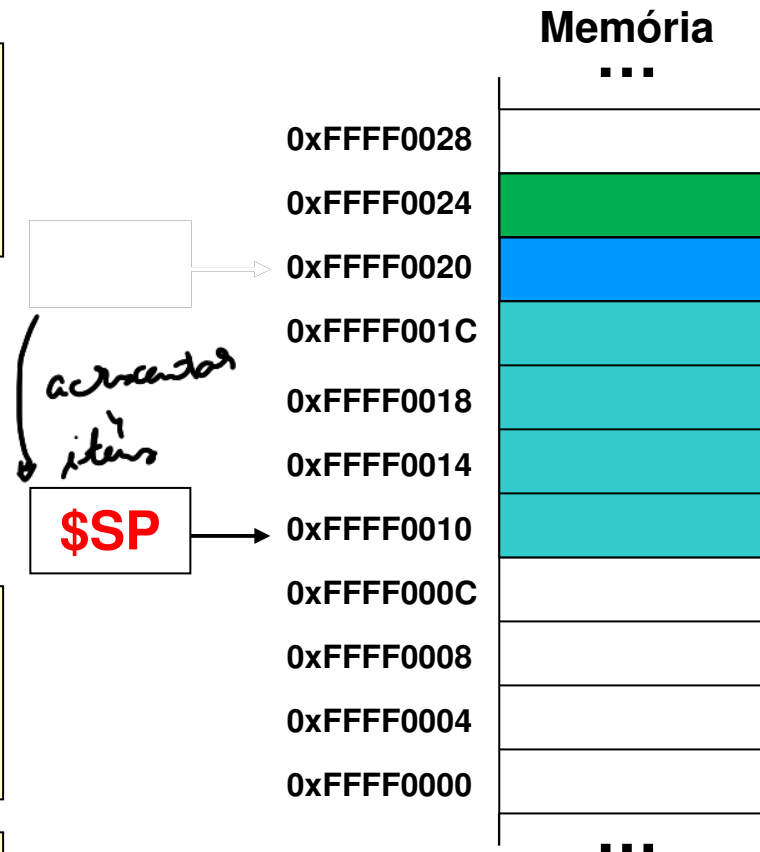 Memória
...
0xFFFF0028
0xFFFF0024
0xFFFF0020
0xFFFF001C
acrescentar
4
itens
0xFFFF0018
0xFFFF0014
$SP
0xFFFF0010
0xFFFF000C
0xFFFF0008
0xFFFF0004
0xFFFF0000
...